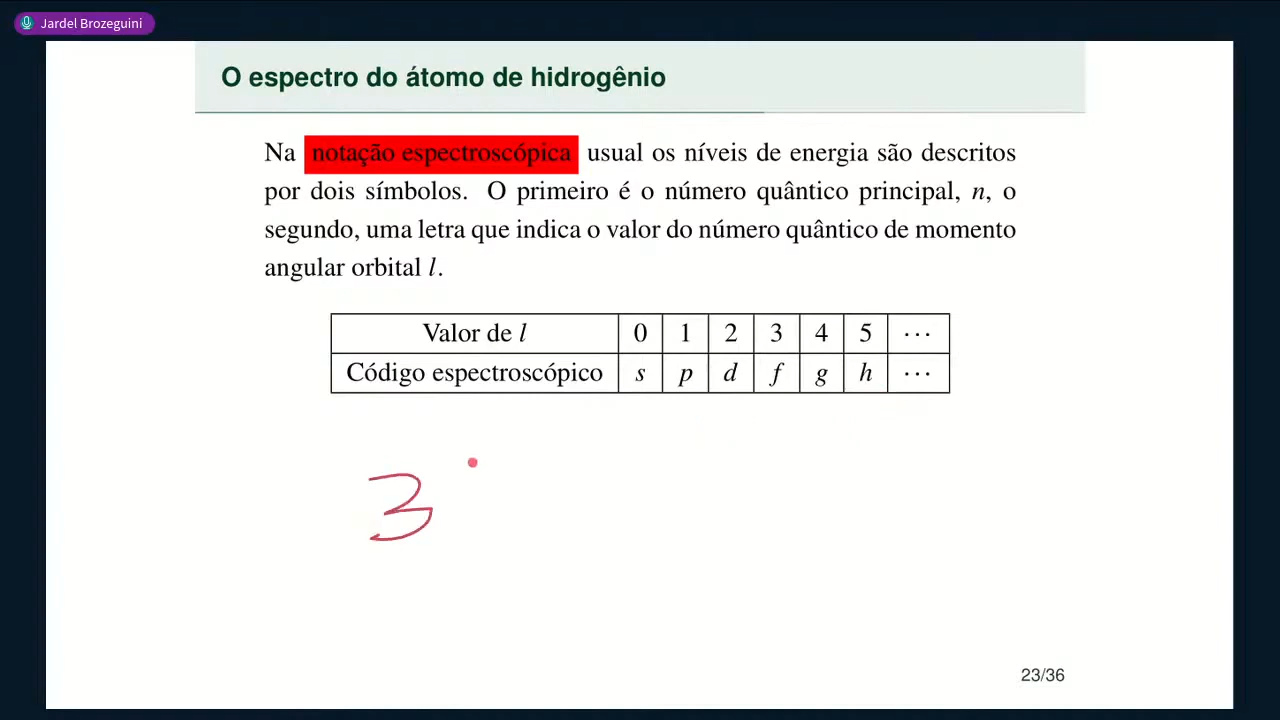 Jardel Brozeguini
O espectro do átomo de hidrogênio
Na notação espectroscópica usual os níveis de energia são descritos
por dois símbolos. O primeiro é o número quântico principal, n, o
segundo, uma letra que indica o valor do número quântico de momento
angular orbital l.
Valor de l 0 1 2 3 4 5 ···
Código espectroscópico s p d f g h ···
3
23/36